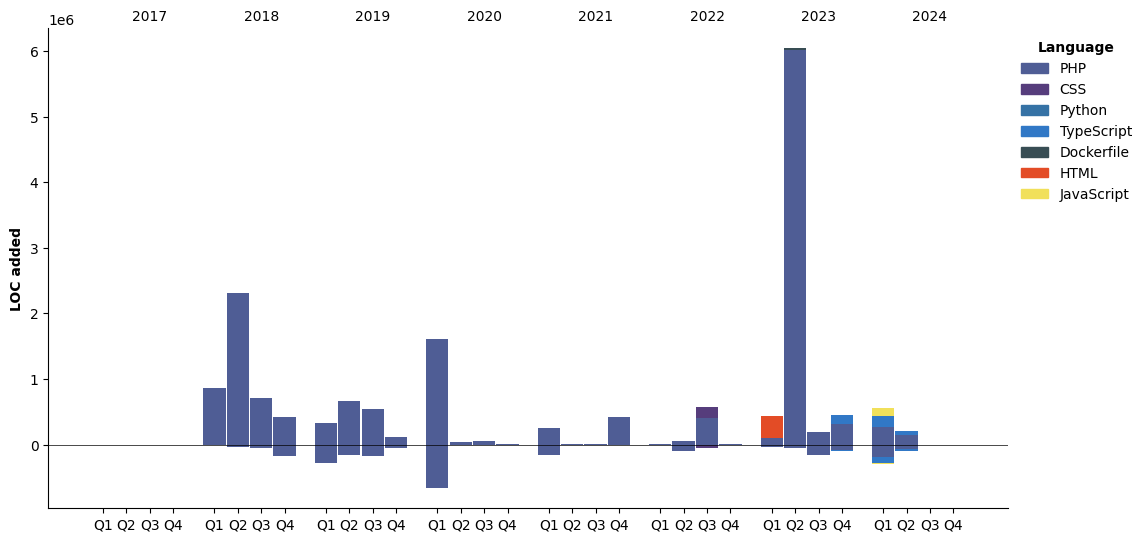 2017 2018 2019 2020 2021 2022 2023 2024
1e6
Language
PHP
CSS
Python
TypeScript
Dockerfile
HTML
JavaScript
LOC added
6
5
4
3
2
1
0
Q1 Q2 Q3 Q4 Q1 Q2 Q3 Q4 Q1 Q2 Q3 Q4 Q1 Q2 Q3 Q4 Q1 Q2 Q3 Q4 Q1 Q2 Q3 Q4 Q1 Q2 Q3 Q4 Q1 Q2 Q3 Q4